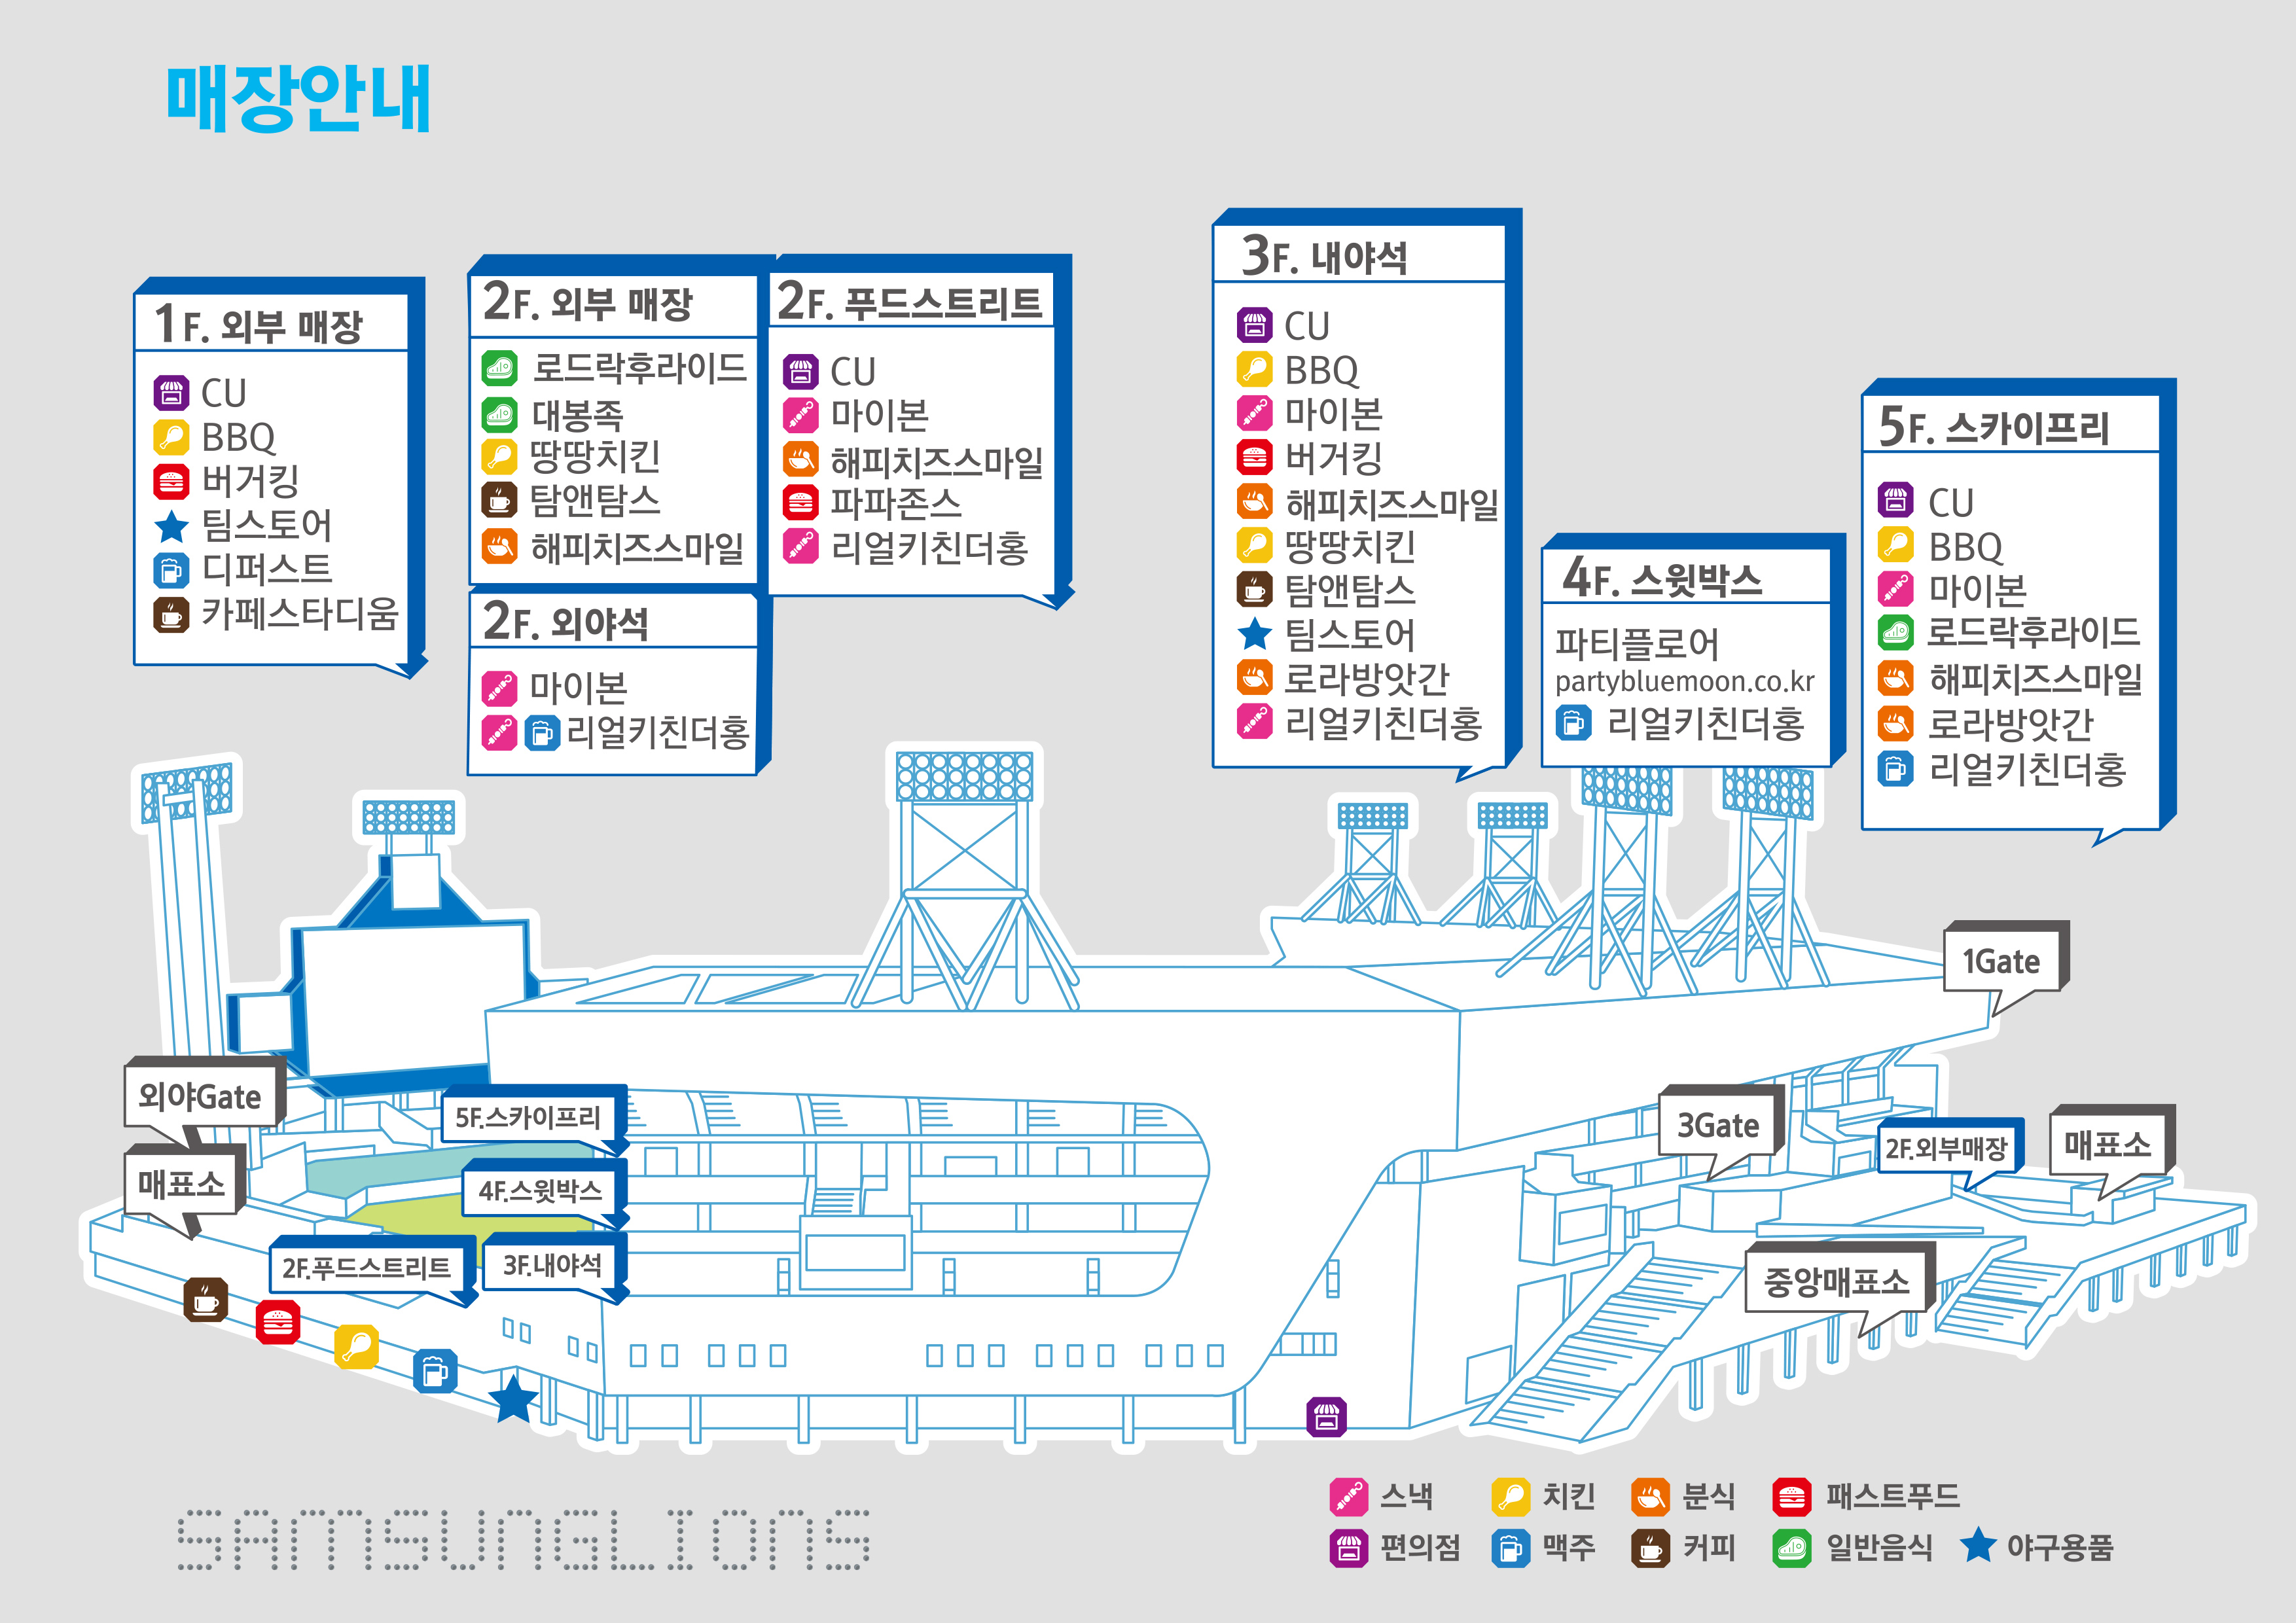 매장안내
1F. 외부 매장
CU
BBQ
버거킹
팀스토어
디퍼스트
카페스타디움
2F. 외부 매장
로드락후라이드
대봉족
땅땅치킨
탐앤탐스
해피치즈스마일
2F. 외야석
마이본
리얼키친더홍
2F. 푸드스트리트
CU
마이본
해피치즈스마일
파파존스
리얼키친더홍
3F. 내야석
CU
BBQ
마이본
버거킹
해피치즈스마일
땅땅치킨
탐앤탐스
팀스토어
로라방앗간
리얼키친더홍
4F. 스윗박스
파티플로어
partybluemoon.co.kr
리얼키친더홍
5F. 스카이프리
CU
BBQ
마이본
로드락후라이드
해피치즈스마일
로라방앗간
리얼키친더홍
1Gate
외야Gate
매표소
5F.스카이프리
4F.스윗박스
2F.푸드스트리트
3F.내야석
3Gate
2F.외부매장
매표소
중앙매표소
스낵
치킨
분식
패스트푸드
편의점
맥주
커피
일반음식
야구용품
SAMSUNGLIONS